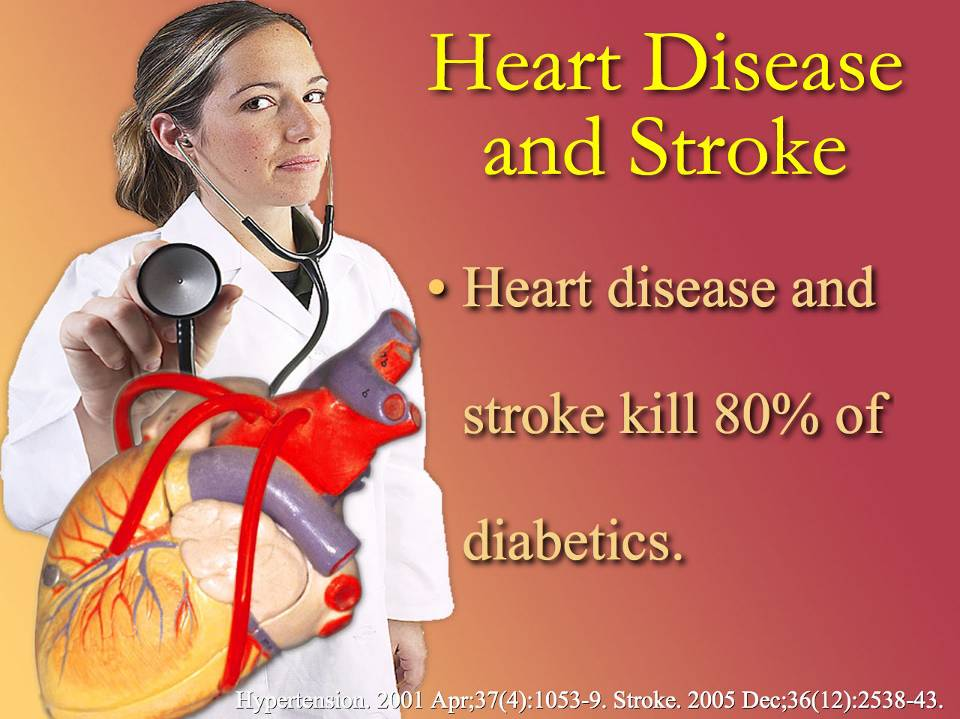 Heart Disease
and Stroke
• Heart disease and
stroke kill 80% of
diabetics.
Hypertension. 2001 Apr;37(4):1053-9. Stroke. 2005 Dec;36(12):2538-43.